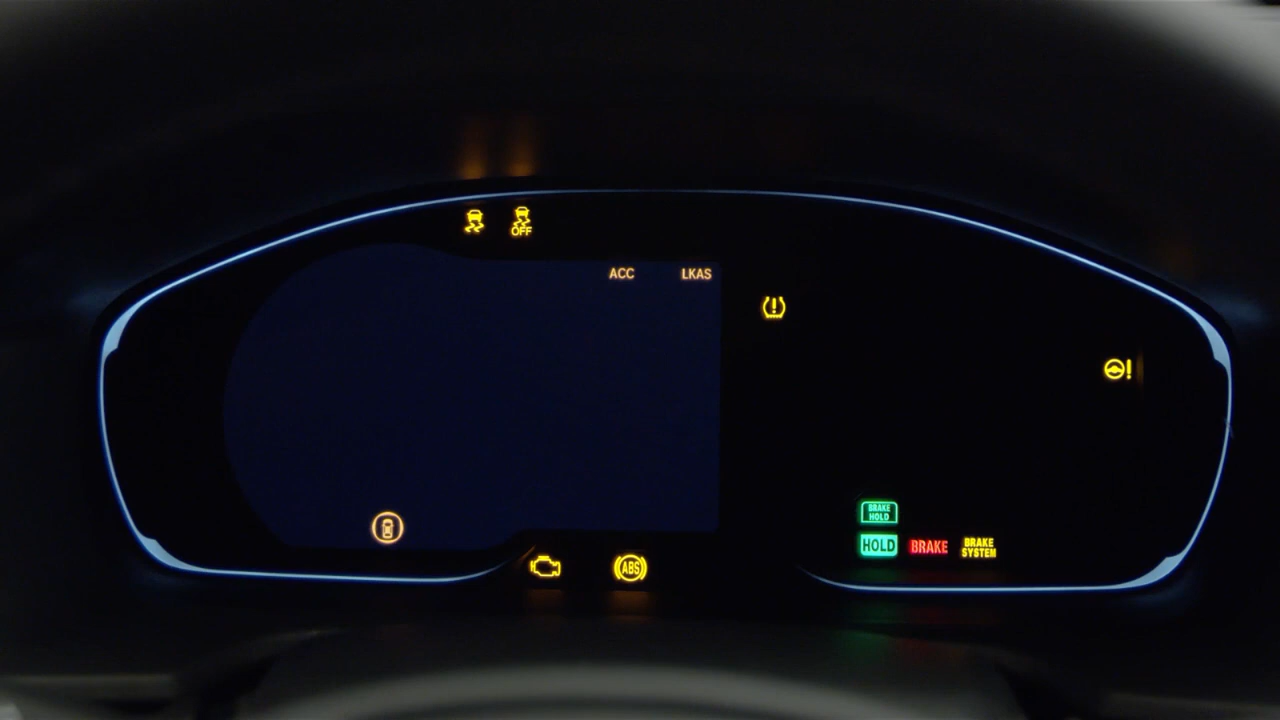 OFF
ACC LKAS
BRAKE
HOLD
HOLD BRAKE BRAKE
SYSTEM
ABS